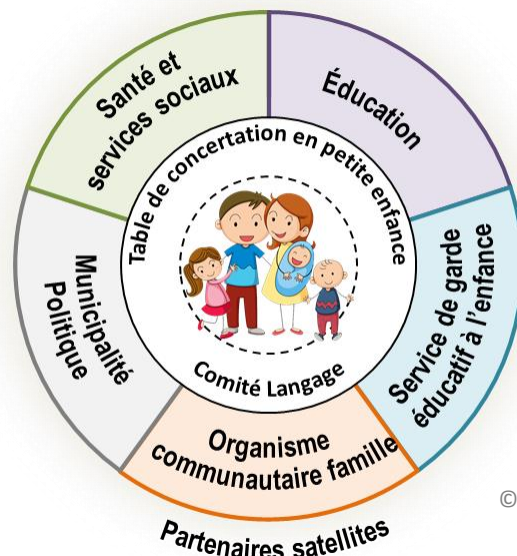 Santé et
services sociaux
Éducation
Table de concertation en petite enfance
Municipalité
Politique
Service de garde
éducatif à l'enfance
Comité Langage
Organisme
communautaire famille
Partenaires satellites
©